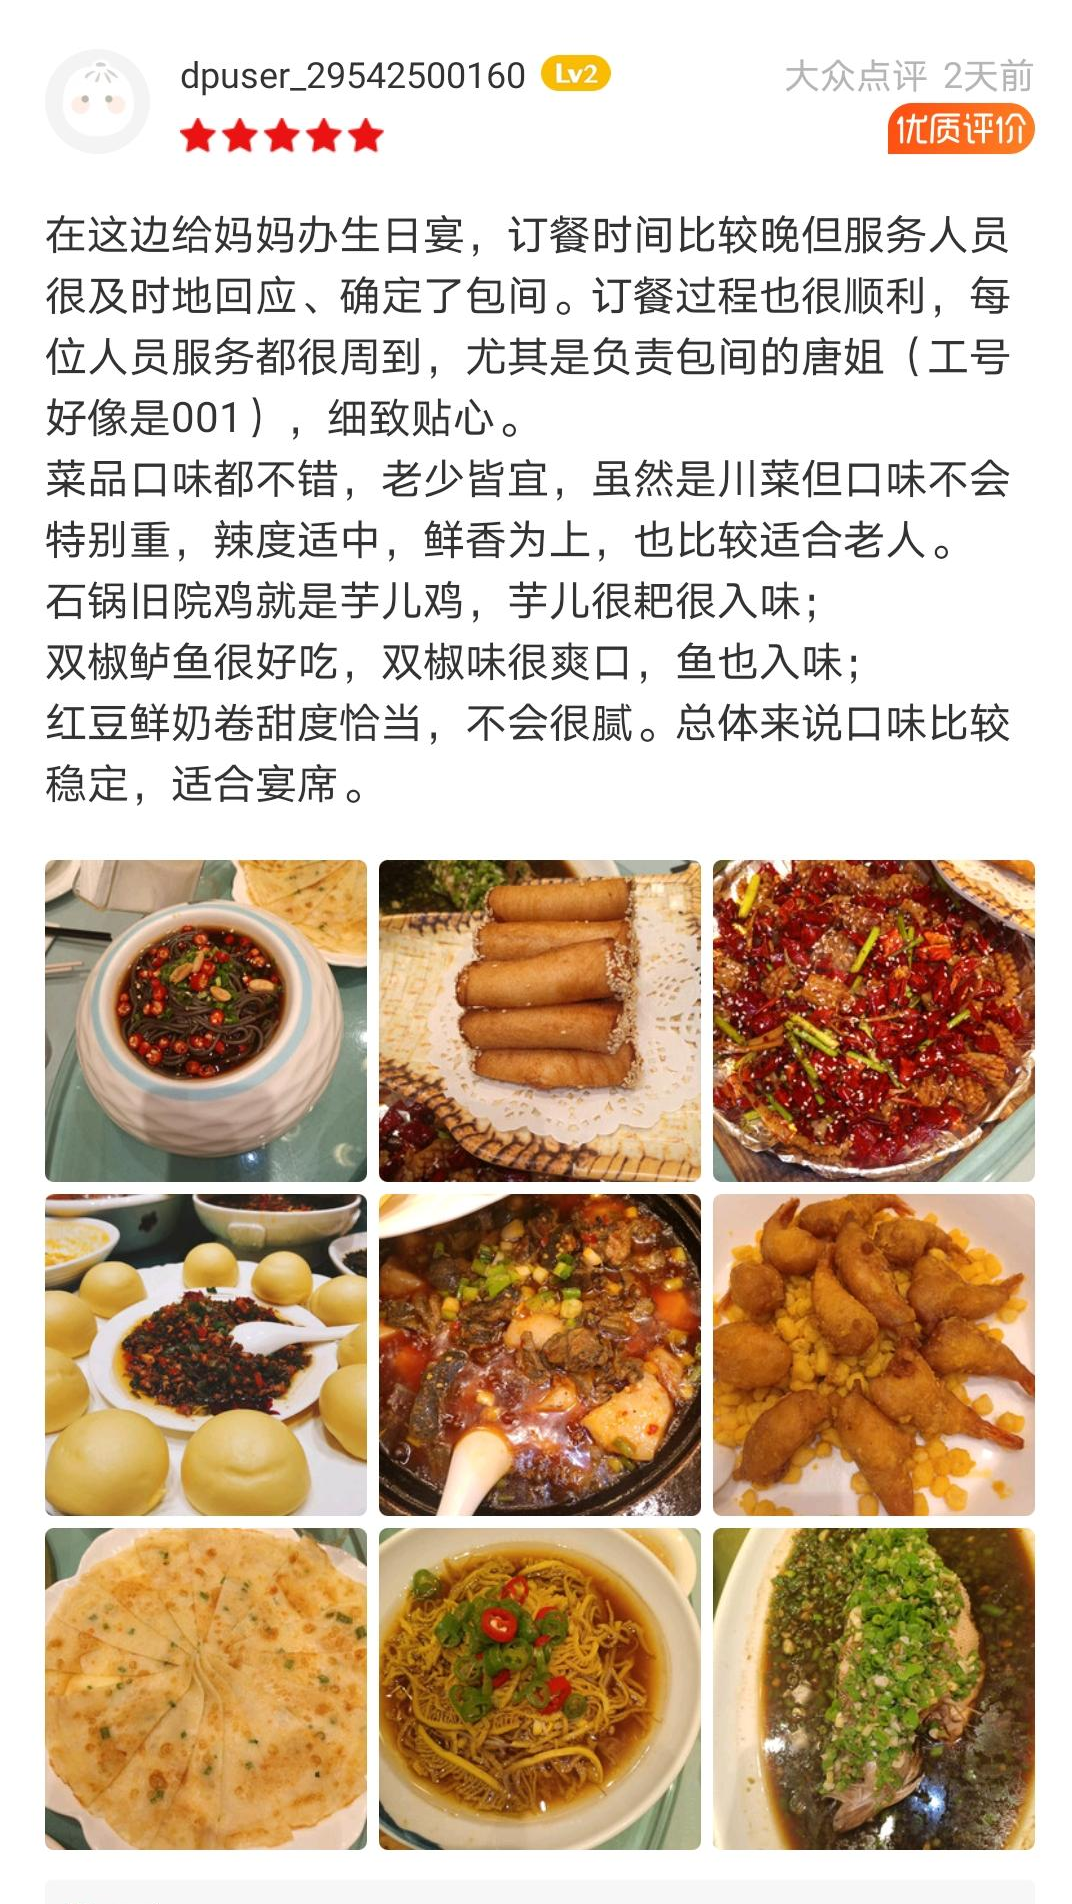 dpuser_29542500160 Lv2
大众点评 2天前
优质评价
在这边给妈妈办生日宴，订餐时间比较晚但服务人员
很及时地回应、确定了包间。订餐过程也很顺利，每
位人员服务都很周到，尤其是负责包间的唐姐（工号
好像是001），细致贴心。
菜品口味都不错，老少皆宜，虽然是川菜但口味不会
特别重，辣度适中，鲜香为上，也比较适合老人。
石锅旧院鸡就是芋儿鸡，芋儿很耙很入味；
双椒鲈鱼很好吃，双椒味很爽口，鱼也入味；
红豆鲜奶卷甜度恰当，不会很腻。总体来说口味比较
稳定，适合宴席。